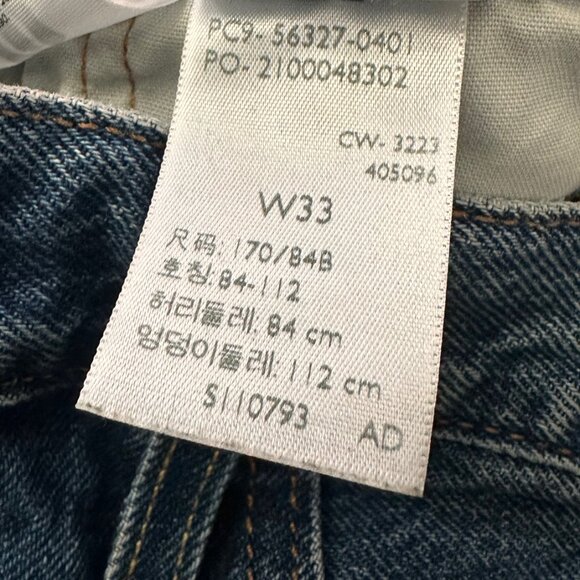 PC9- 56327-0401
PO- 2100048302
CW- 3223
405096
W33
尺码: 170/84B
호칭: 84-112
허리둘레: 84 cm
엉덩이둘레: 112 cm
S110793
AD